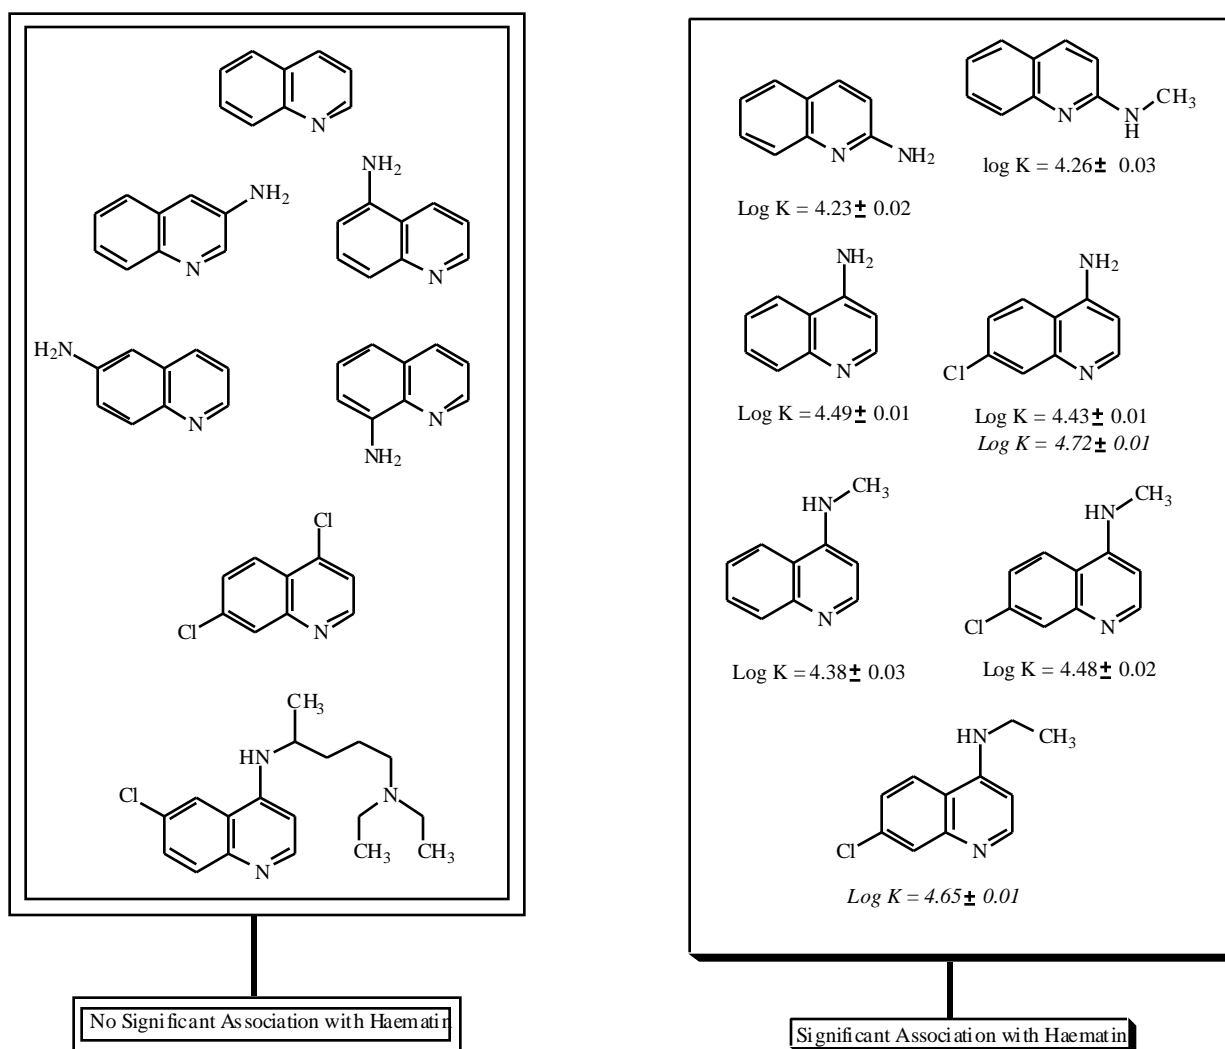 N
NH2
N
NH2
N
H2N
N
N
NH2
Cl
Cl
N
CH3
HN
Cl
N
N
CH3
CH3
No Significant Association with Haematin
N
NH2
Log K = 4.23 ± 0.02
N
N
H
CH3
log K = 4.26 ± 0.03
NH2
N
Log K = 4.49 ± 0.01
NH2
Cl
N
Log K = 4.43 ± 0.01
Log K = 4.72 ± 0.01
HN
CH3
N
Log K = 4.38 ± 0.03
HN
CH3
Cl
N
Log K = 4.48 ± 0.02
HN
CH3
Cl
N
Log K = 4.65 ± 0.01
Significant Association with Haematin